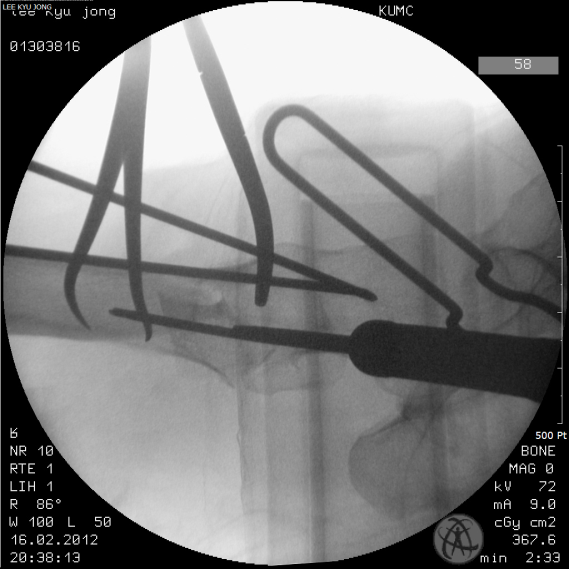 LEE KYU JONG
lee kyu jong
KUMC
01303816
58
500 Pt
R
NR 10
RTE 1
LIH 1
R 86°
W 100 L 50
16.02.2012
20:38:13
BONE
MAG 0
kV 72
mA 9.0
cGy cm2
367.6
min 2:33